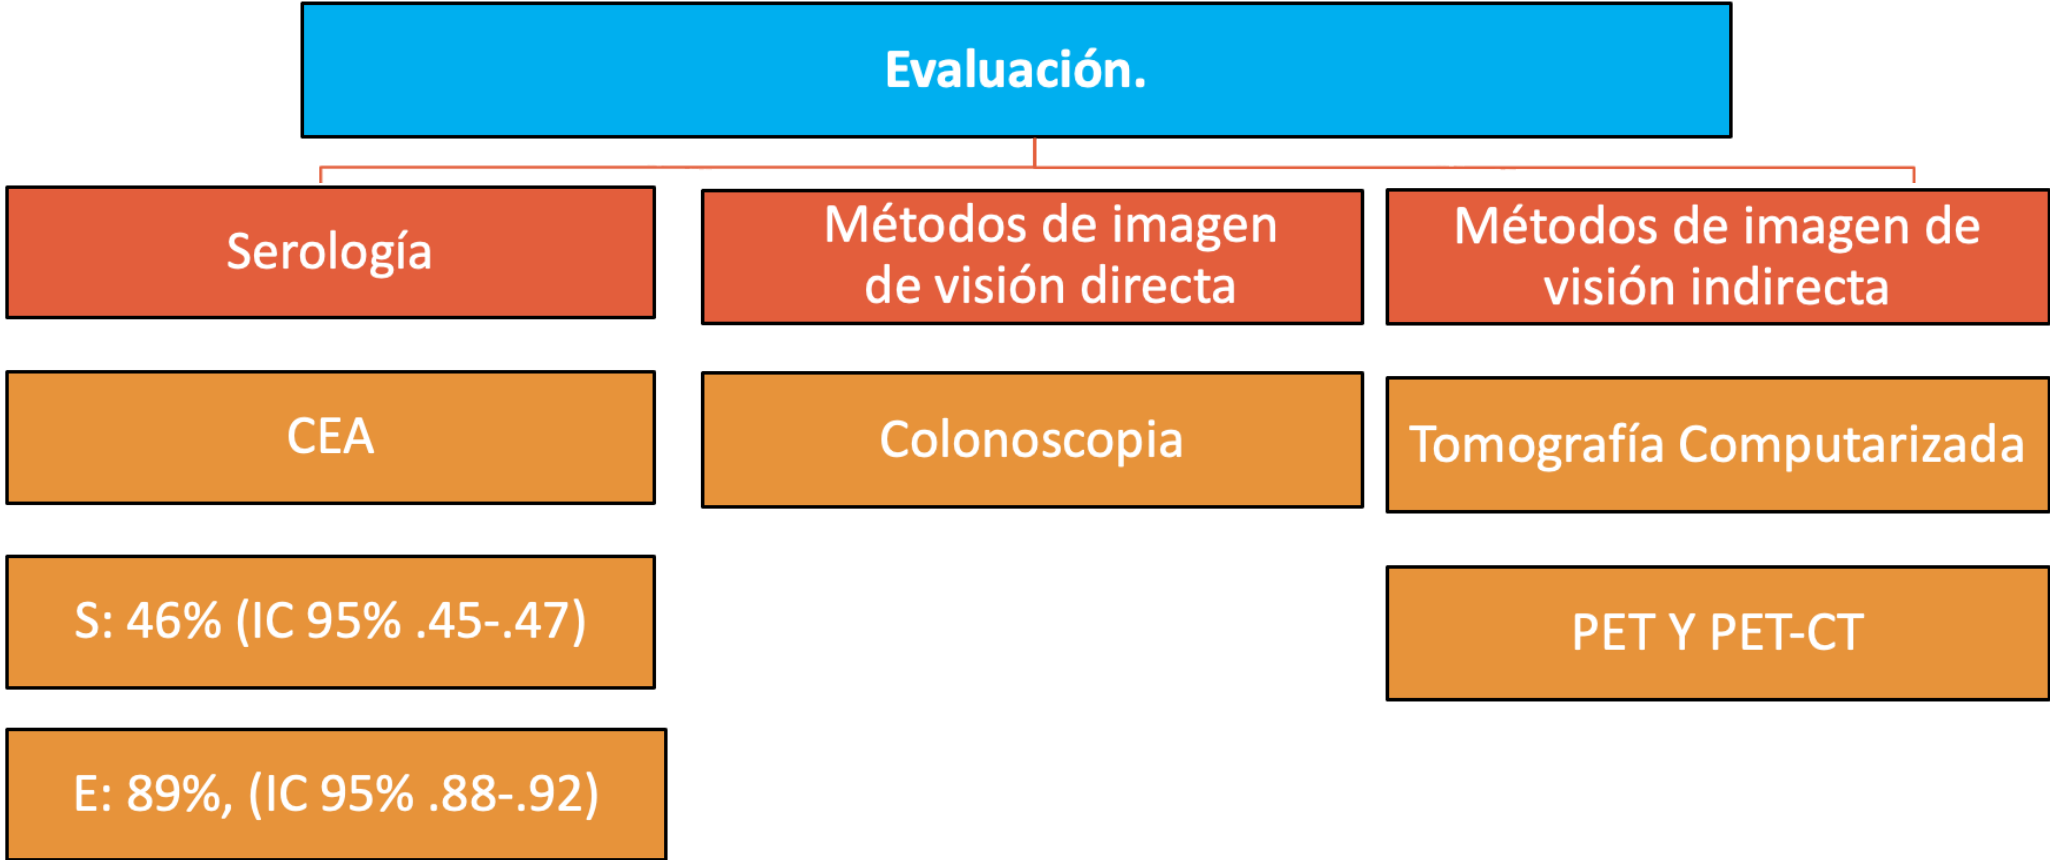 Evaluación.
Serología
CEA
S: 46% (IC 95% .45-.47)
E: 89%, (IC 95% .88-.92)
Métodos de imagen
de visión directa
Colonoscopia
Métodos de imagen de
visión indirecta
Tomografía Computarizada
PET Y PET-CT